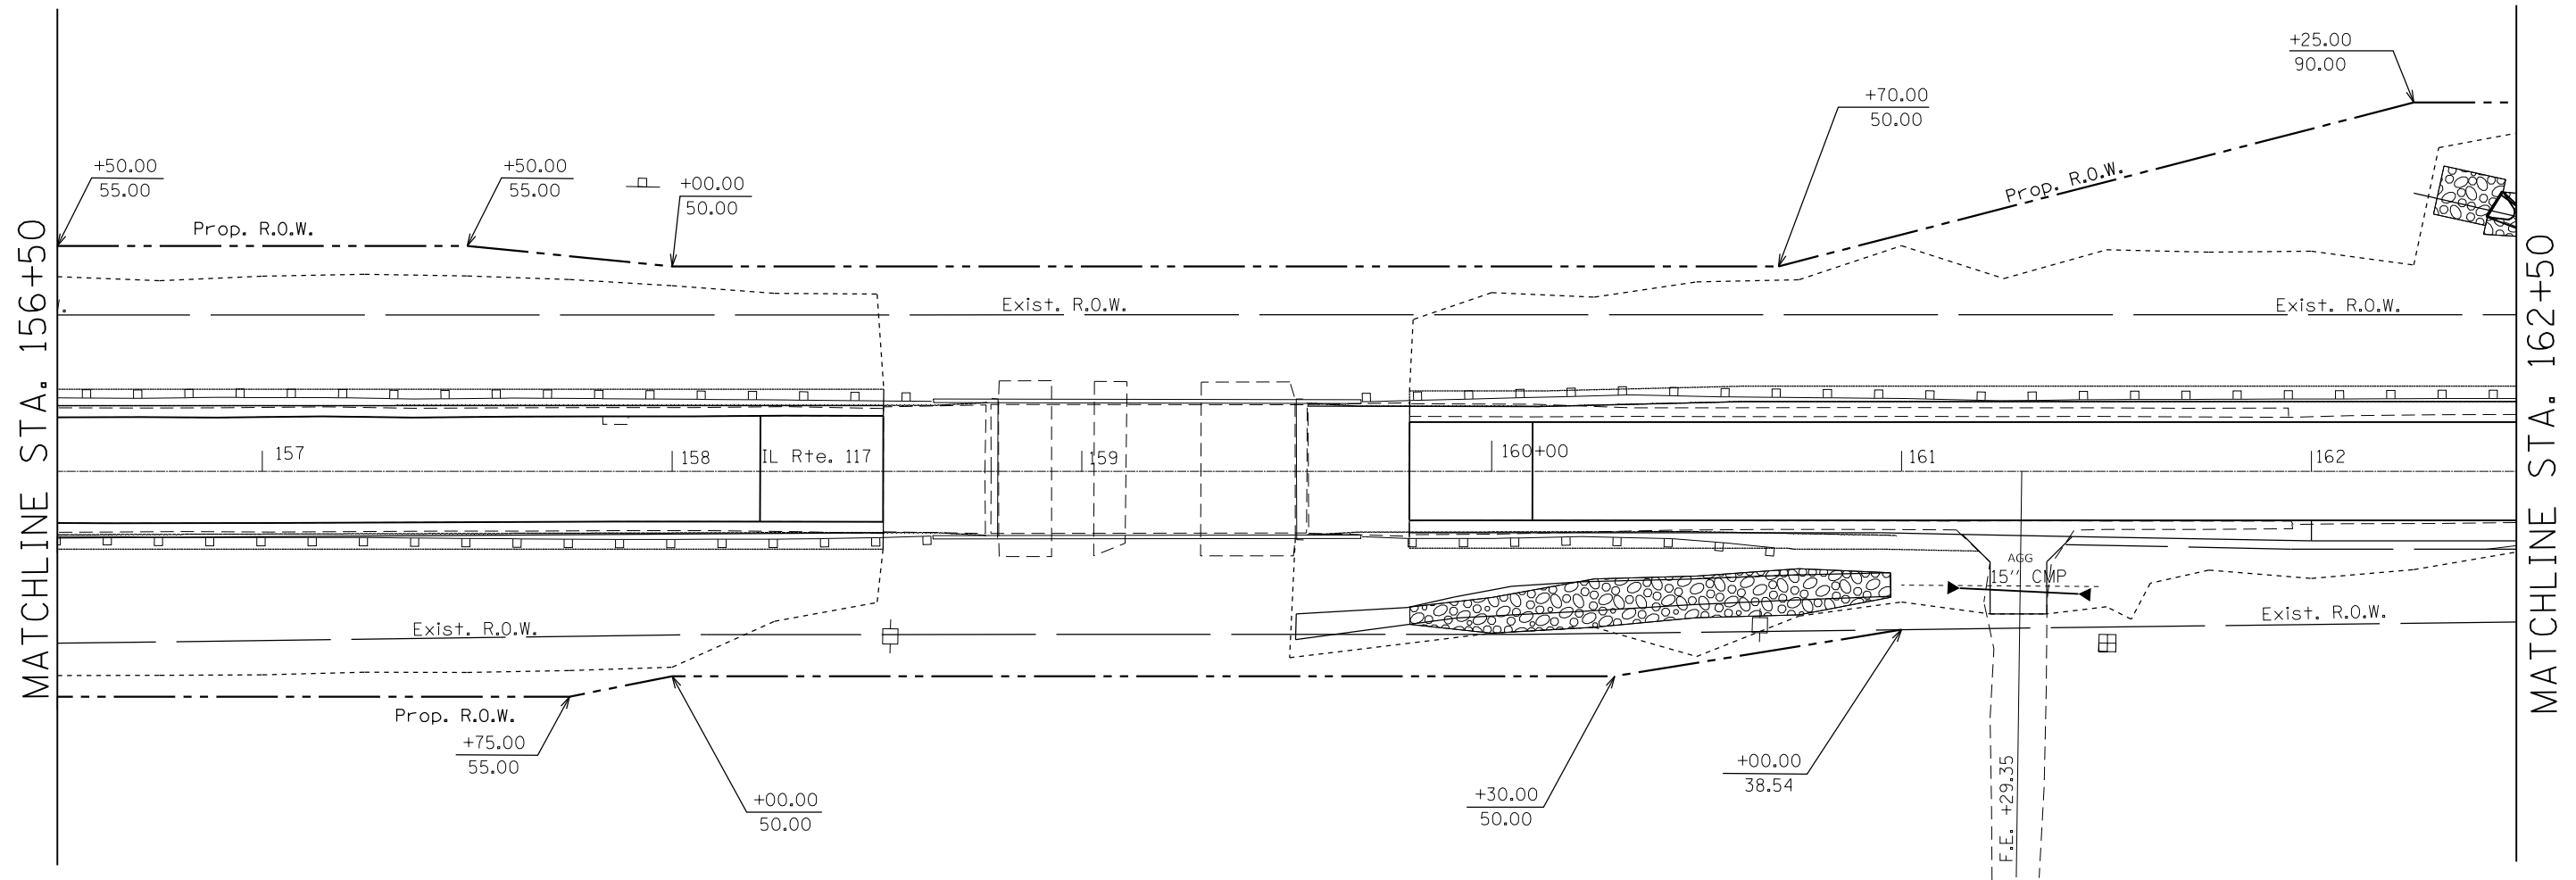 +25.00
90.00
+70.00
50.00
+50.00
55.00
+50.00
55.00
+00.00
50.00
Prop. R.O.W.
Prop. R.O.W.
MATCHLINE STA. 156+50
MATCHLINE STA. 162+50
Exist. R.O.W.
Exist. R.O.W.
157
158
IL Rte. 117
159
160+00
161
162
AGG
15'' CMP
Exist. R.O.W.
Exist. R.O.W.
Prop. R.O.W.
+75.00
55.00
+00.00
50.00
+30.00
50.00
+00.00
38.54
F.E. +29.35